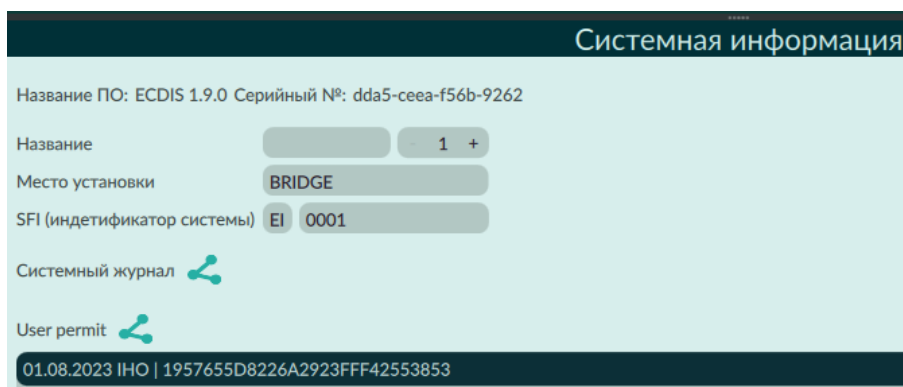 Системная информация
Название ПО: ECDIS 1.9.0 Серийный №: dda5-ceea-f56b-9262
Название - 1 +
Место установки BRIDGE
SFI (индетификатор системы) EI 0001
Системный журнал
User permit
01.08.2023 IHO | 1957655D8226A2923FFF42553853